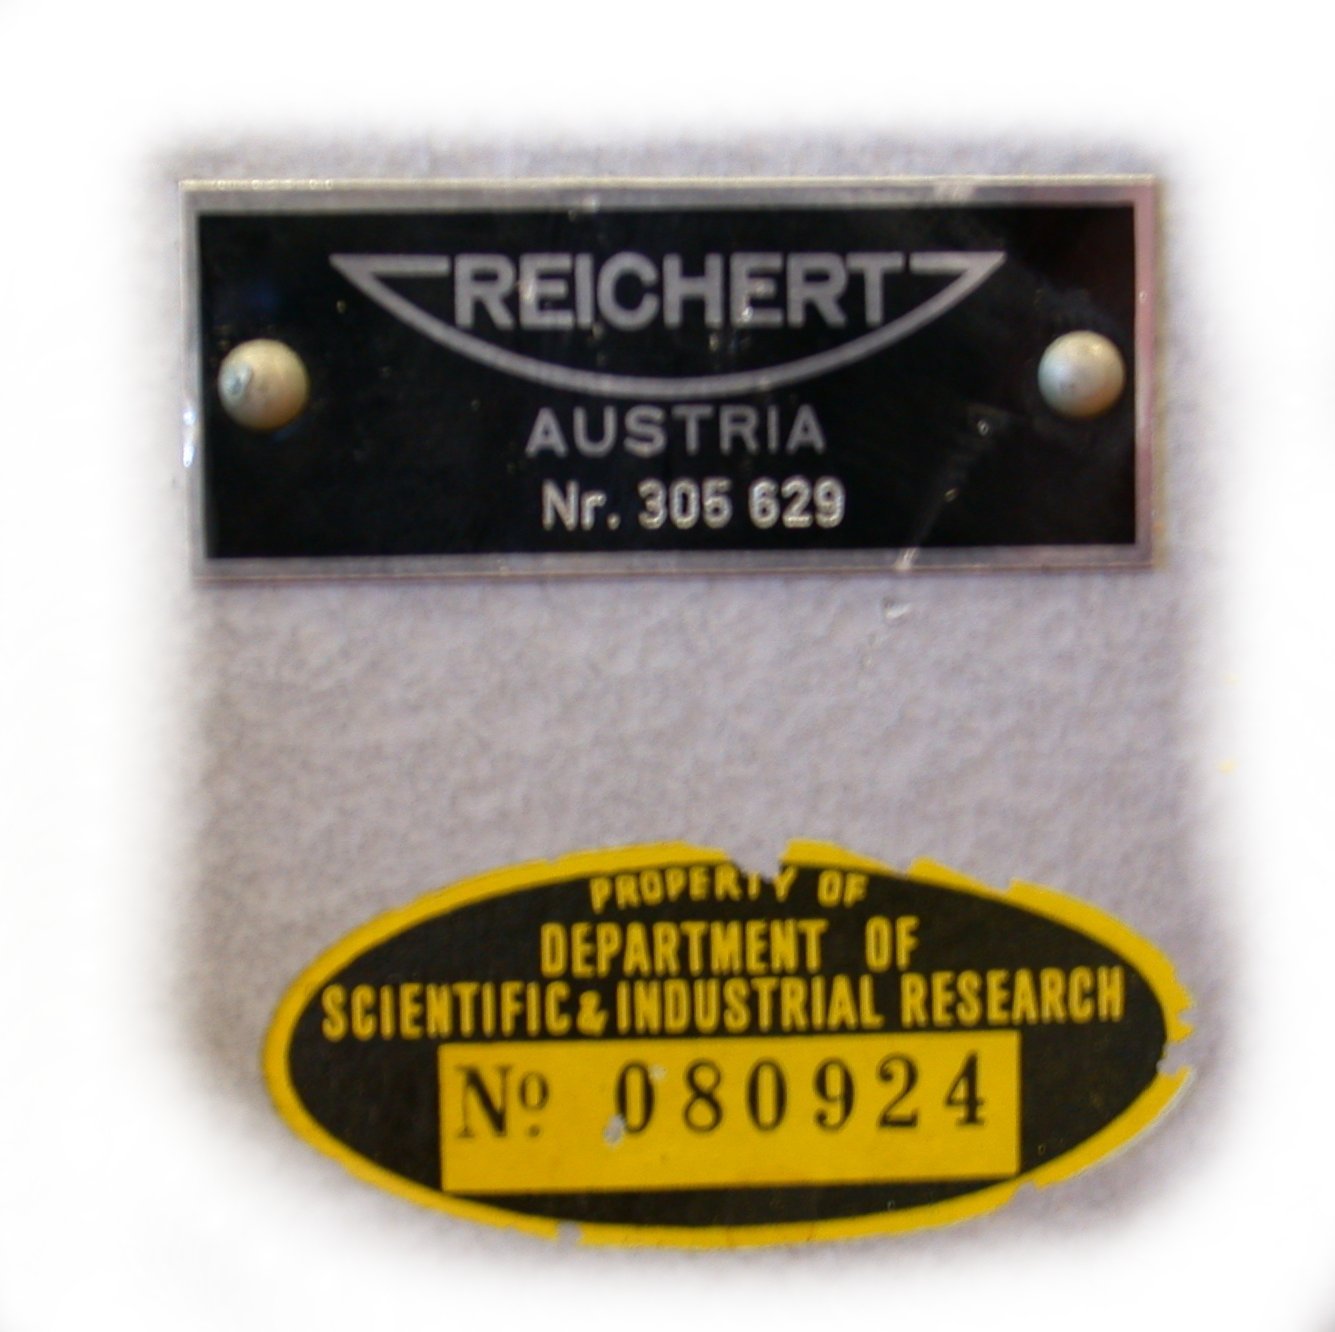 REICHERT
AUSTRIA
Nr. 305 629
PROPERTY OF
DEPARTMENT OF
SCIENTIFIC & INDUSTRIAL RESEARCH
No. 080924